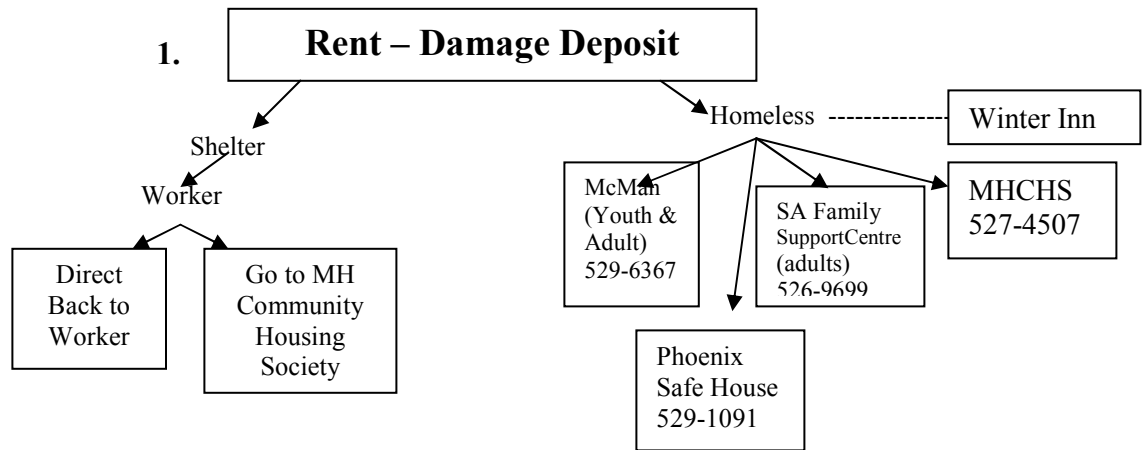 1.
Rent – Damage Deposit
Shelter
Worker
Direct
Back to
Worker
Go to MH
Community
Housing
Society
Homeless
Winter Inn
McMan
(Youth &
Adult)
529-6367
SA Family
SupportCentre
(adults)
526-9699
MHCHS
527-4507
Phoenix
Safe House
529-1091